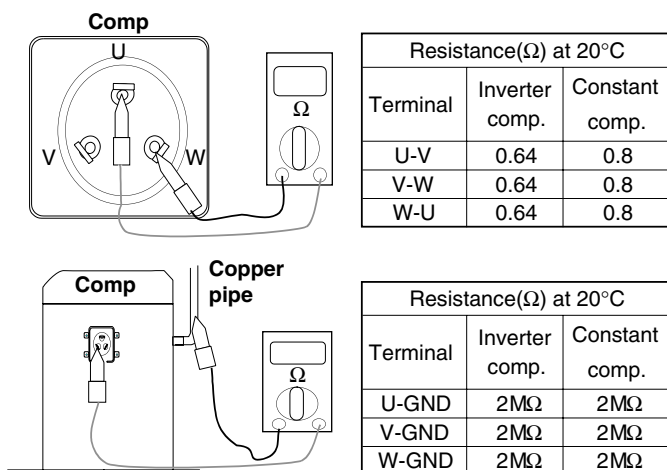 Comp
U
V
W
Ω
Resistance(Ω) at 20°C
Terminal Inverter comp. Constant comp.
U-V 0.64 0.8
V-W 0.64 0.8
W-U 0.64 0.8
Comp
Copper
pipe
Ω
Resistance(Ω) at 20°C
Terminal Inverter comp. Constant comp.
U-GND 2MΩ 2MΩ
V-GND 2MΩ 2MΩ
W-GND 2MΩ 2MΩ